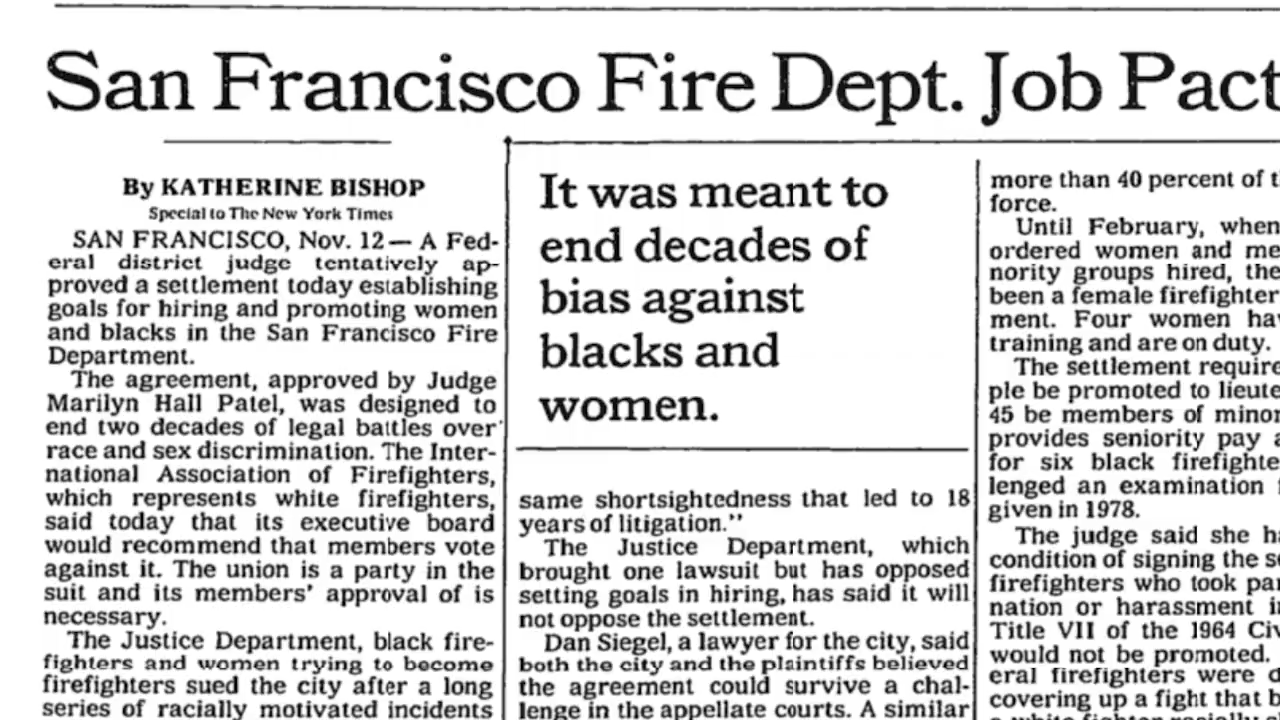 San Francisco Fire Dept. Job Pact
By KATHERINE BISHOP
Special to The New York Times
SAN FRANCISCO, Nov. 12— A Fed-
eral district judge tentatively ap-
proved a settlement today establishing
goals for hiring and promoting women
and blacks in the San Francisco Fire
Department.
The agreement, approved by Judge
Marilyn Hall Patel, was designed to
end two decades of legal battles over
race and sex discrimination. The Inter-
national Association of Firefighters,
which represents white firefighters,
said today that its executive board
would recommend that members vote
against it. The union is a party in the
suit and its members' approval of is
necessary.
The Justice Department, black fire-
fighters and women trying to become
firefighters sued the city after a long
series of racially motivated incidents
It was meant to
end decades of
bias against
blacks and
women.
same shortsightedness that led to 18
years of litigation."
The Justice Department, which
brought one lawsuit but has opposed
setting goals in hiring, has said it will
not oppose the settlement.
Dan Siegel, a lawyer for the city, said
both the city and the plaintiffs believed
the agreement could survive a chal-
lenge in the appellate courts. A similar
more than 40 percent of
force.
Until February, when
ordered women and me
nority groups hired, the
been a female firefighter
ment. Four women hav
training and are on duty.
The settlement require
ple be promoted to lieute
45 be members of minor
provides seniority pay a
for six black firefighte
lenged an examination
given in 1978.
The judge said she ha
condition of signing the se
firefighters who took par
nation or harassment i
Title VII of the 1964 Civ
would not be promoted.
eral firefighters were d
covering up a fight that b